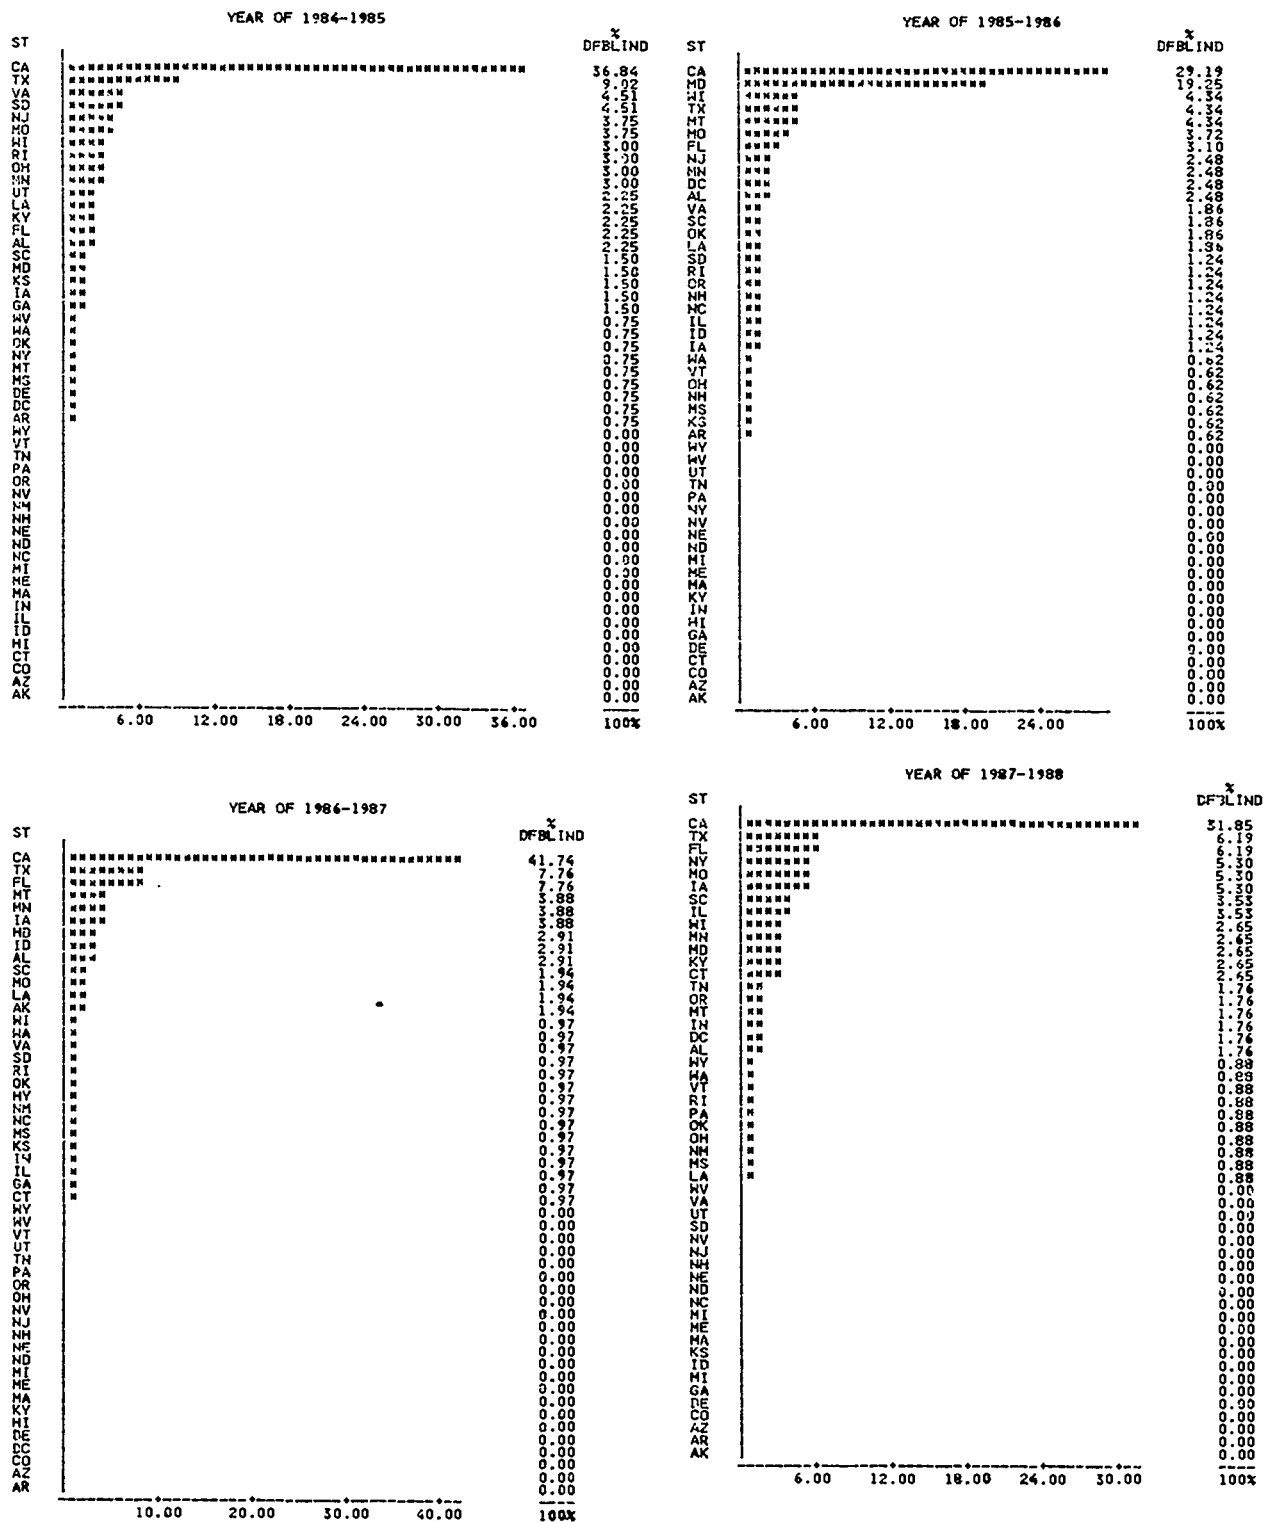 YEAR OF 1984-1985
ST % DFBLIND
CA 36.84
TX 9.02
VA 4.51
SD 4.51
NJ 3.75
MO 3.75
WI 3.00
RI 3.00
OH 3.00
MN 3.00
UT 2.25
LA 2.25
KY 2.25
FL 2.25
AL 2.25
SC 1.50
MD 1.50
KS 1.50
IA 1.50
GA 1.50
WV 0.75
WA 0.75
OK 0.75
NY 0.75
MT 0.75
MS 0.75
DE 0.75
DC 0.75
AR 0.75
WY 0.00
VT 0.00
TN 0.00
PA 0.00
OR 0.00
NV 0.00
NM 0.00
NH 0.00
NE 0.00
ND 0.00
NC 0.00
MI 0.00
ME 0.00
MA 0.00
IN 0.00
IL 0.00
ID 0.00
HI 0.00
CT 0.00
CO 0.00
AZ 0.00
AK 0.00
6.00 12.00 18.00 24.00 30.00 36.00 100%
YEAR OF 1985-1986
ST % DFBLIND
CA 29.19
MD 19.25
WI 4.34
TX 4.34
MT 4.34
MO 3.72
FL 3.10
NJ 2.48
MN 2.48
DC 2.48
AL 2.48
VA 1.86
SC 1.86
OK 1.86
LA 1.86
SD 1.24
RI 1.24
OR 1.24
NH 1.24
NC 1.24
IL 1.24
ID 1.24
IA 1.24
WA 0.62
VT 0.62
OH 0.62
NM 0.62
MS 0.62
KS 0.62
AR 0.62
WY 0.00
WV 0.00
UT 0.00
TN 0.00
PA 0.00
NY 0.00
NV 0.00
NE 0.00
ND 0.00
MI 0.00
ME 0.00
MA 0.00
KY 0.00
IN 0.00
HI 0.00
GA 0.00
DE 0.00
CT 0.00
CO 0.00
AZ 0.00
AK 0.00
6.00 12.00 18.00 24.00 100%
YEAR OF 1986-1987
ST % DFBLIND
CA 41.74
TX 7.76
FL 7.76
MT 3.88
MN 3.88
IA 3.88
MD 2.91
ID 2.91
AL 2.91
SC 1.94
MO 1.94
LA 1.94
AK 1.94
WI 0.97
WA 0.97
VA 0.97
SD 0.97
RI 0.97
OK 0.97
NY 0.97
NM 0.97
NC 0.97
MS 0.97
KS 0.97
IN 0.97
IL 0.97
GA 0.97
CT 0.97
WY 0.00
WV 0.00
VT 0.00
UT 0.00
TN 0.00
PA 0.00
OR 0.00
OH 0.00
NV 0.00
NJ 0.00
NH 0.00
NE 0.00
ND 0.00
MI 0.00
ME 0.00
MA 0.00
KY 0.00
HI 0.00
DE 0.00
DC 0.00
CO 0.00
AZ 0.00
AR 0.00
10.00 20.00 30.00 40.00 100%
YEAR OF 1987-1988
ST % DFBLIND
CA 31.85
TX 6.19
FL 6.19
NY 5.30
MO 5.30
IA 5.30
SC 3.53
IL 3.53
WI 2.65
MN 2.65
MD 2.65
KY 2.65
CT 2.65
TN 1.76
OR 1.76
MT 1.76
IN 1.76
DC 1.76
AL 1.76
WY 0.88
WA 0.88
VT 0.88
RI 0.88
PA 0.88
OK 0.88
OH 0.88
NM 0.88
MS 0.88
LA 0.88
WV 0.00
VA 0.00
UT 0.00
SD 0.00
NV 0.00
NJ 0.00
NH 0.00
NE 0.00
ND 0.00
NC 0.00
MI 0.00
ME 0.00
MA 0.00
KS 0.00
ID 0.00
HI 0.00
GA 0.00
DE 0.00
CO 0.00
AZ 0.00
AR 0.00
AK 0.00
6.00 12.00 18.00 24.00 30.00 100%